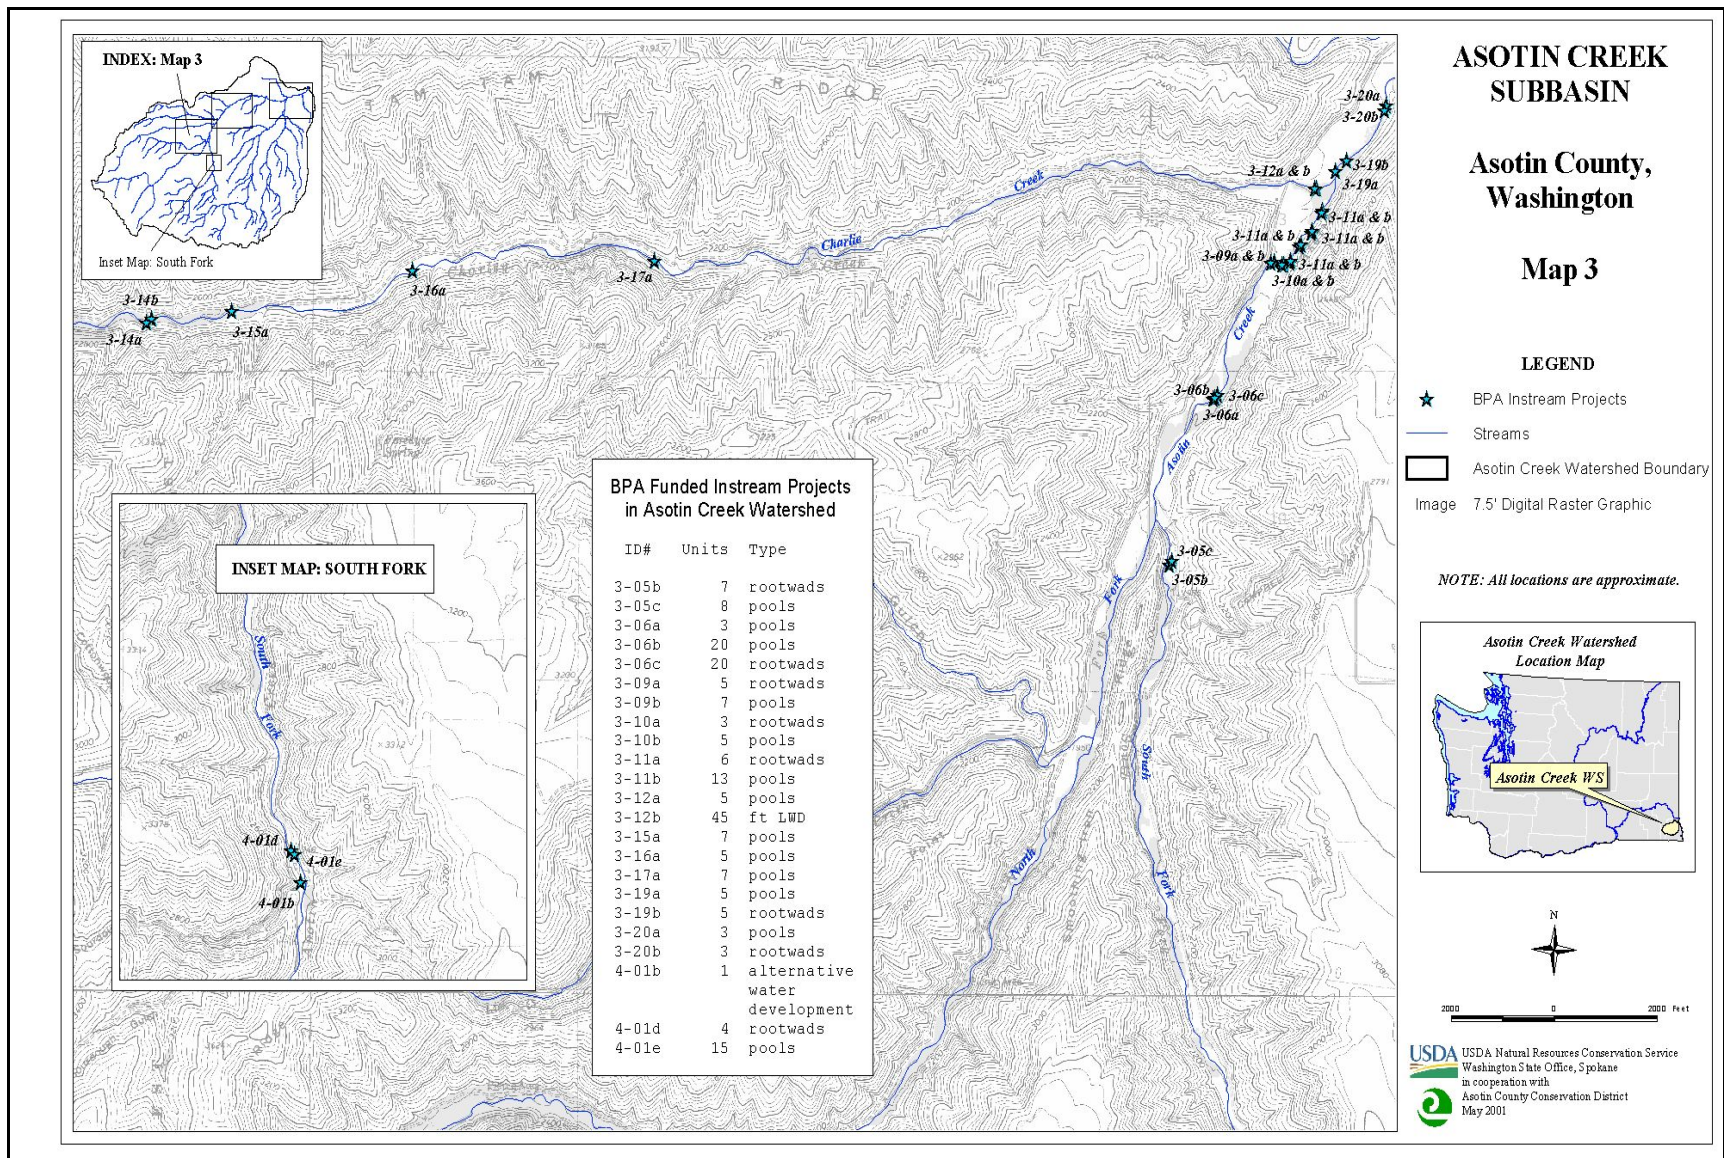 INDEX: Map 3
Inset Map: South Fork
TAM
RIDGE
Charlie
Creek
3-14b
3-14a
3-15a
3-16a
3-17a
3-20a
3-20b
3-19b
3-12a & b
3-19a
3-11a & b
3-11a & b
3-11a & b
3-09a & b
3-11a & b
3-10a & b
Creek
3-06b
3-06c
3-06a
Asotin
3-05c
3-05b
Fork
South
North
Fork
INSET MAP: SOUTH FORK
South
Fork
4-01d
4-01e
4-01b
BPA Funded Instream Projects
in Asotin Creek Watershed
ID# Units Type
3-05b 7 rootwads
3-05c 8 pools
3-06a 3 pools
3-06b 20 pools
3-06c 20 rootwads
3-09a 5 rootwads
3-09b 7 pools
3-10a 3 rootwads
3-10b 5 pools
3-11a 6 rootwads
3-11b 13 pools
3-12a 5 pools
3-12b 45 ft LWD
3-15a 7 pools
3-16a 5 pools
3-17a 7 pools
3-19a 5 pools
3-19b 5 rootwads
3-20a 3 pools
3-20b 3 rootwads
4-01b 1 alternative
water
development
4-01d 4 rootwads
4-01e 15 pools
ASOTIN CREEK
SUBBASIN
Asotin County,
Washington
Map 3
LEGEND
BPA Instream Projects
Streams
Asotin Creek Watershed Boundary
Image 7.5' Digital Raster Graphic
NOTE: All locations are approximate.
Asotin Creek Watershed
Location Map
Asotin Creek WS
N
2000 0 2000 Feet
USDA
USDA Natural Resources Conservation Service
Washington State Office, Spokane
in cooperation with
Asotin County Conservation District
May 2001